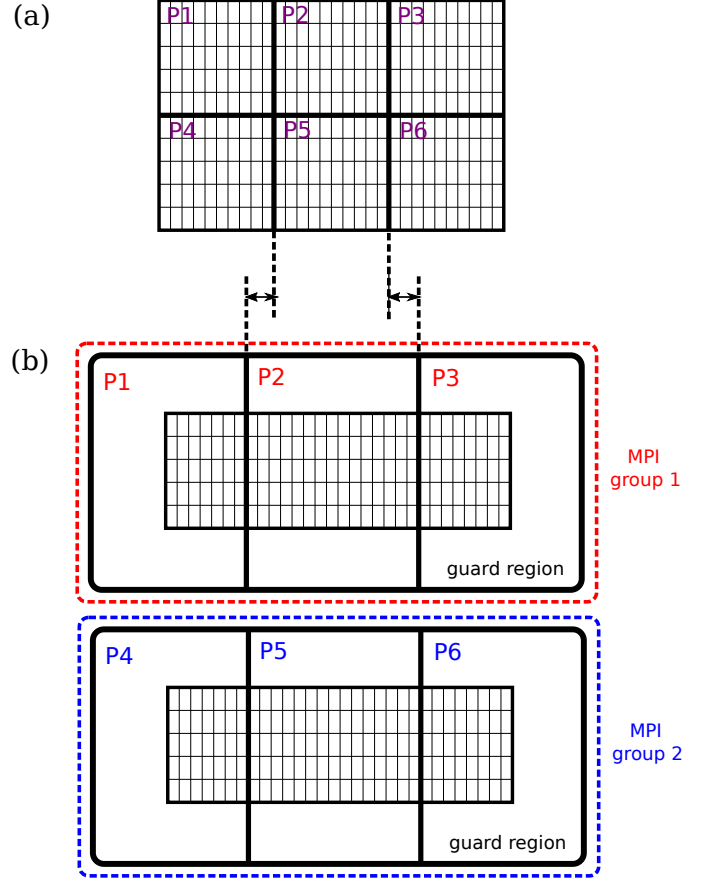 (a)
P1 P2 P3
P4 P5 P6
(b)
P1 P2 P3
MPI
group 1
guard region
P4 P5 P6
MPI
group 2
guard region